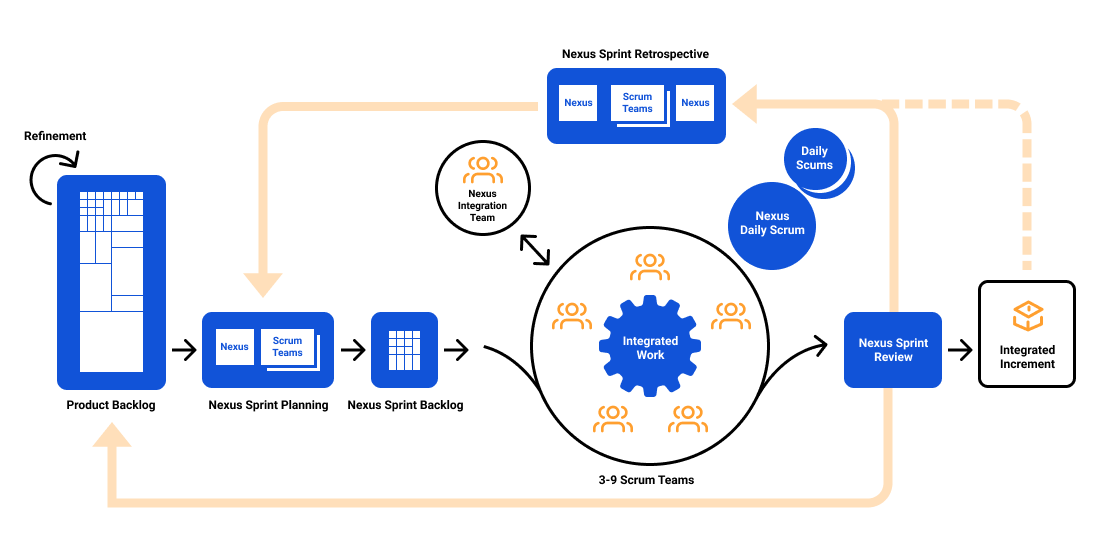 Nexus Sprint Retrospective
Nexus
Scrum
Teams
Nexus
Refinement
Daily
Scums
Nexus
Integration
Team
Nexus
Daily Scrum
Nexus
Scrum
Teams
Integrated
Work
Nexus Sprint
Review
Integrated
Increment
Product Backlog
Nexus Sprint Planning
Nexus Sprint Backlog
3-9 Scrum Teams